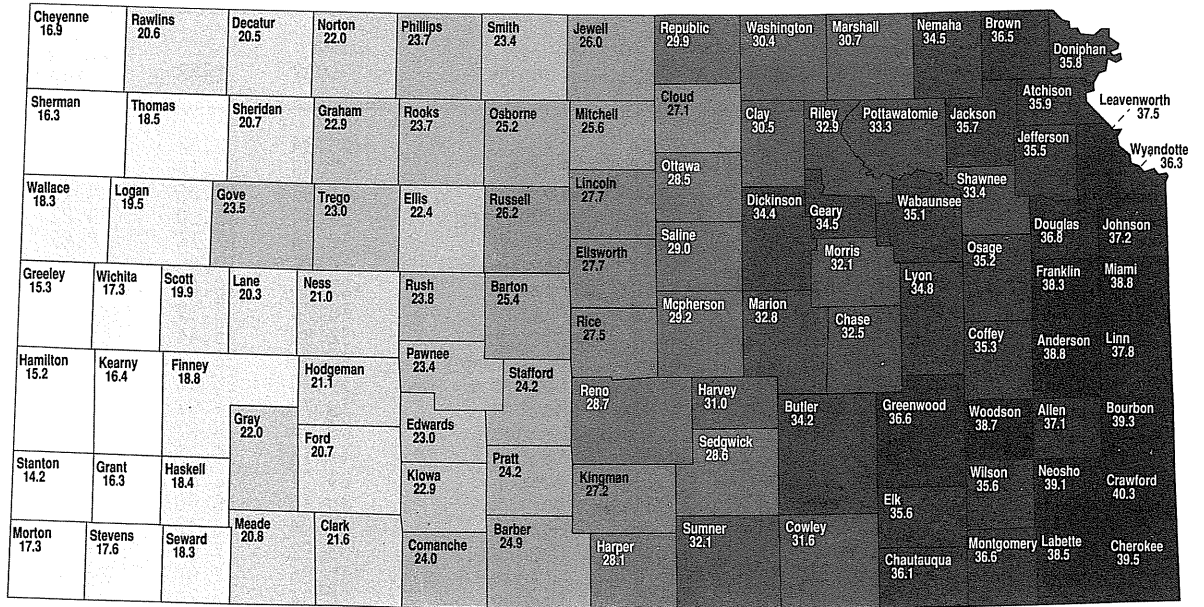 Cheyenne
16.9
Rawlins
20.6
Decatur
20.5
Norton
22.0
Phillips
23.7
Smith
23.4
Jewell
26.0
Republic
29.9
Washington
30.4
Marshall
30.7
Nemaha
34.5
Brown
36.5
Doniphan
35.8
Sherman
16.3
Thomas
18.5
Sheridan
20.7
Graham
22.9
Rooks
23.7
Osborne
25.2
Mitchell
25.6
Cloud
27.1
Clay
30.5
Riley
32.9
Pottawatomie
33.3
Jackson
35.7
Atchison
35.9
Jefferson
35.5
Leavenworth
37.5
Wyandotte
36.3
Wallace
18.3
Logan
19.5
Gove
23.5
Trego
23.0
Ellis
22.4
Russell
26.2
Lincoln
27.7
Ottawa
28.5
Dickinson
34.4
Geary
34.5
Wabaunsee
35.1
Shawnee
33.4
Douglas
36.8
Johnson
37.2
Ellsworth
27.7
Saline
29.0
Morris
32.1
Lyon
34.8
Osage
35.2
Franklin
38.3
Miami
38.8
Greeley
15.3
Wichita
17.3
Scott
19.9
Lane
20.3
Ness
21.0
Rush
23.8
Barton
25.4
Rice
27.5
Mcpherson
29.2
Marion
32.8
Chase
32.5
Coffey
35.3
Anderson
38.8
Linn
37.8
Hamilton
15.2
Kearny
16.4
Finney
18.8
Hodgeman
21.1
Pawnee
23.4
Stafford
24.2
Reno
28.7
Harvey
31.0
Butler
34.2
Greenwood
36.6
Woodson
38.7
Allen
37.1
Bourbon
39.3
Gray
22.0
Ford
20.7
Edwards
23.0
Pratt
24.2
Kiowa
22.9
Kingman
27.2
Sedgwick
28.6
Elk
35.6
Wilson
35.6
Neosho
39.1
Crawford
40.3
Stanton
14.2
Grant
16.3
Haskell
18.4
Morton
17.3
Stevens
17.6
Seward
18.3
Meade
20.8
Clark
21.6
Comanche
24.0
Barber
24.9
Harper
28.1
Sumner
32.1
Cowley
31.6
Chautauqua
36.1
Montgomery
36.6
Labette
38.5
Cherokee
39.5